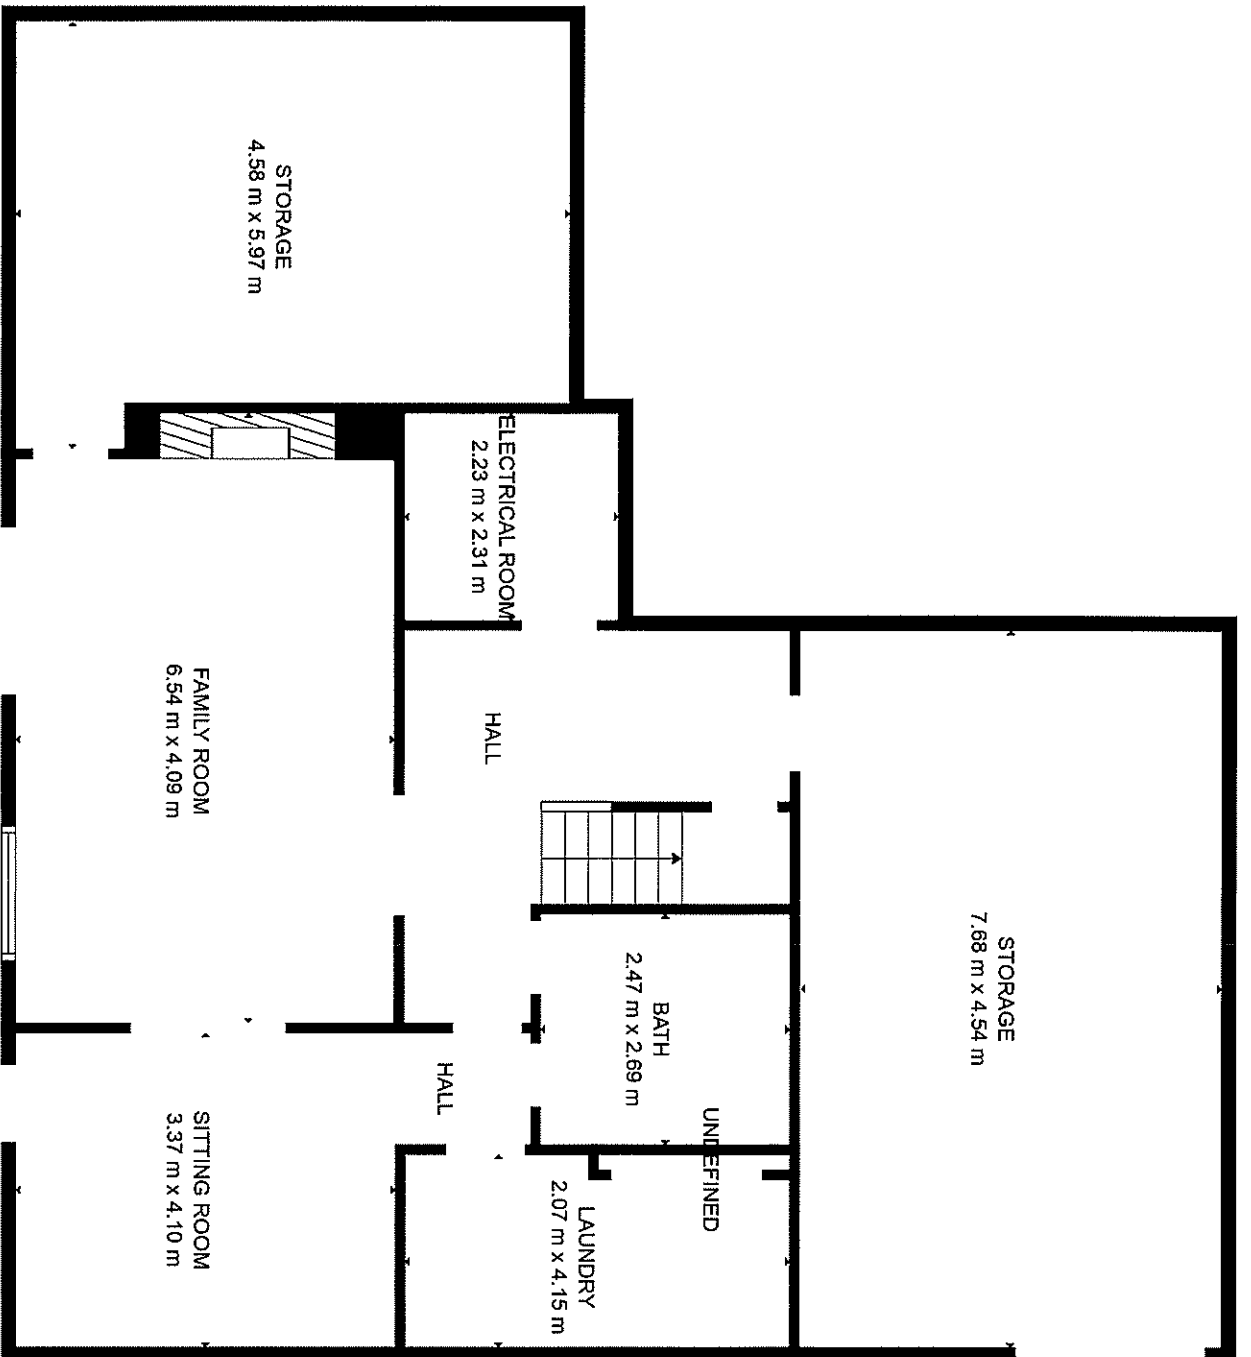 STORAGE
4.58 m x 5.97 m
ELECTRICAL ROOM
2.23 m x 2.31 m
FAMILY ROOM
6.54 m x 4.09 m
HALL
STORAGE
7.68 m x 4.54 m
BATH
2.47 m x 2.69 m
HALL
UNDEFINED
SITTING ROOM
3.37 m x 4.10 m
LAUNDRY
2.07 m x 4.15 m